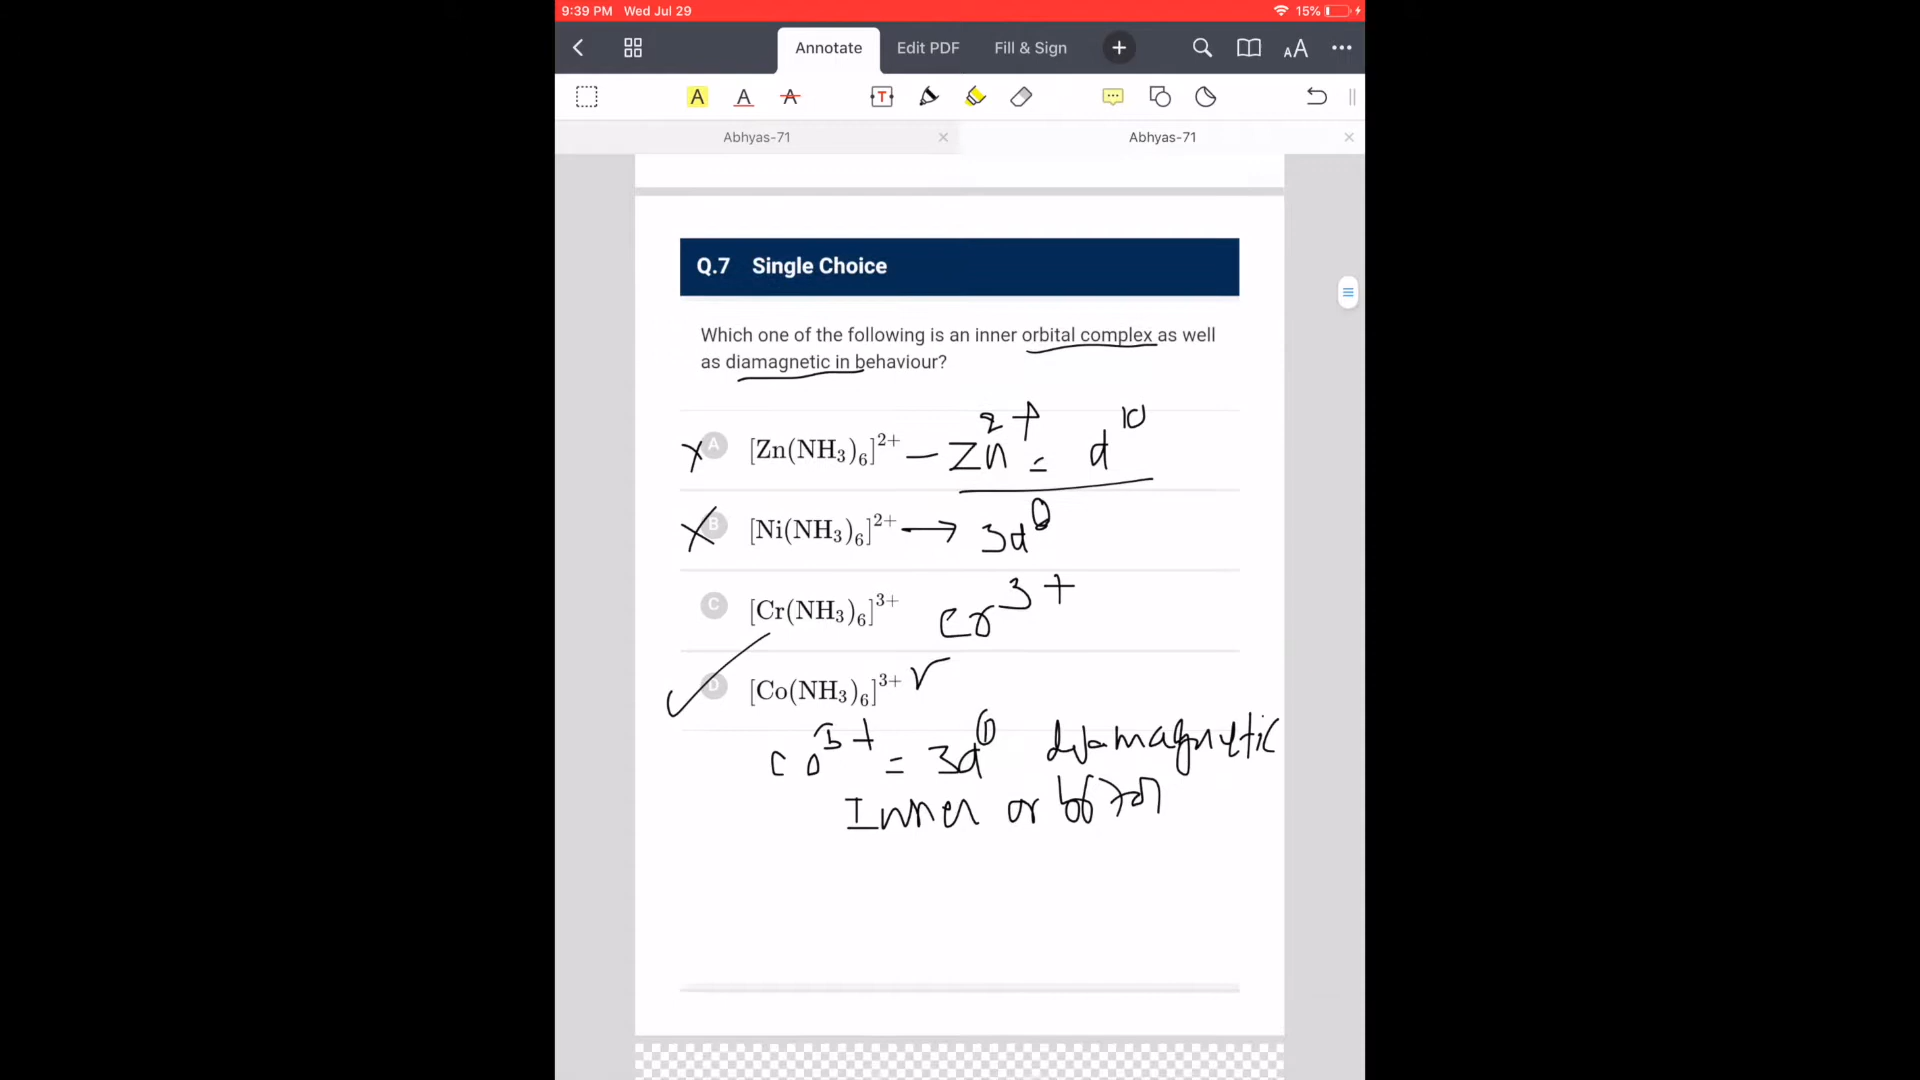 9:39 PM Wed Jul 29 15%
Annotate Edit PDF Fill & Sign
Abhyas-71 Abhyas-71
Q.7 Single Choice
Which one of the following is an inner orbital complex as well
as diamagnetic in behaviour?
A [Zn(NH₃)₆]²⁺ – Zn²⁺ = d¹⁰
B [Ni(NH₃)₆]²⁺ → 3d
C [Cr(NH₃)₆]³⁺ Cr³⁺
D [Co(NH₃)₆]³⁺ ✓
Co³⁺ = 3d diamagnetic
Inner